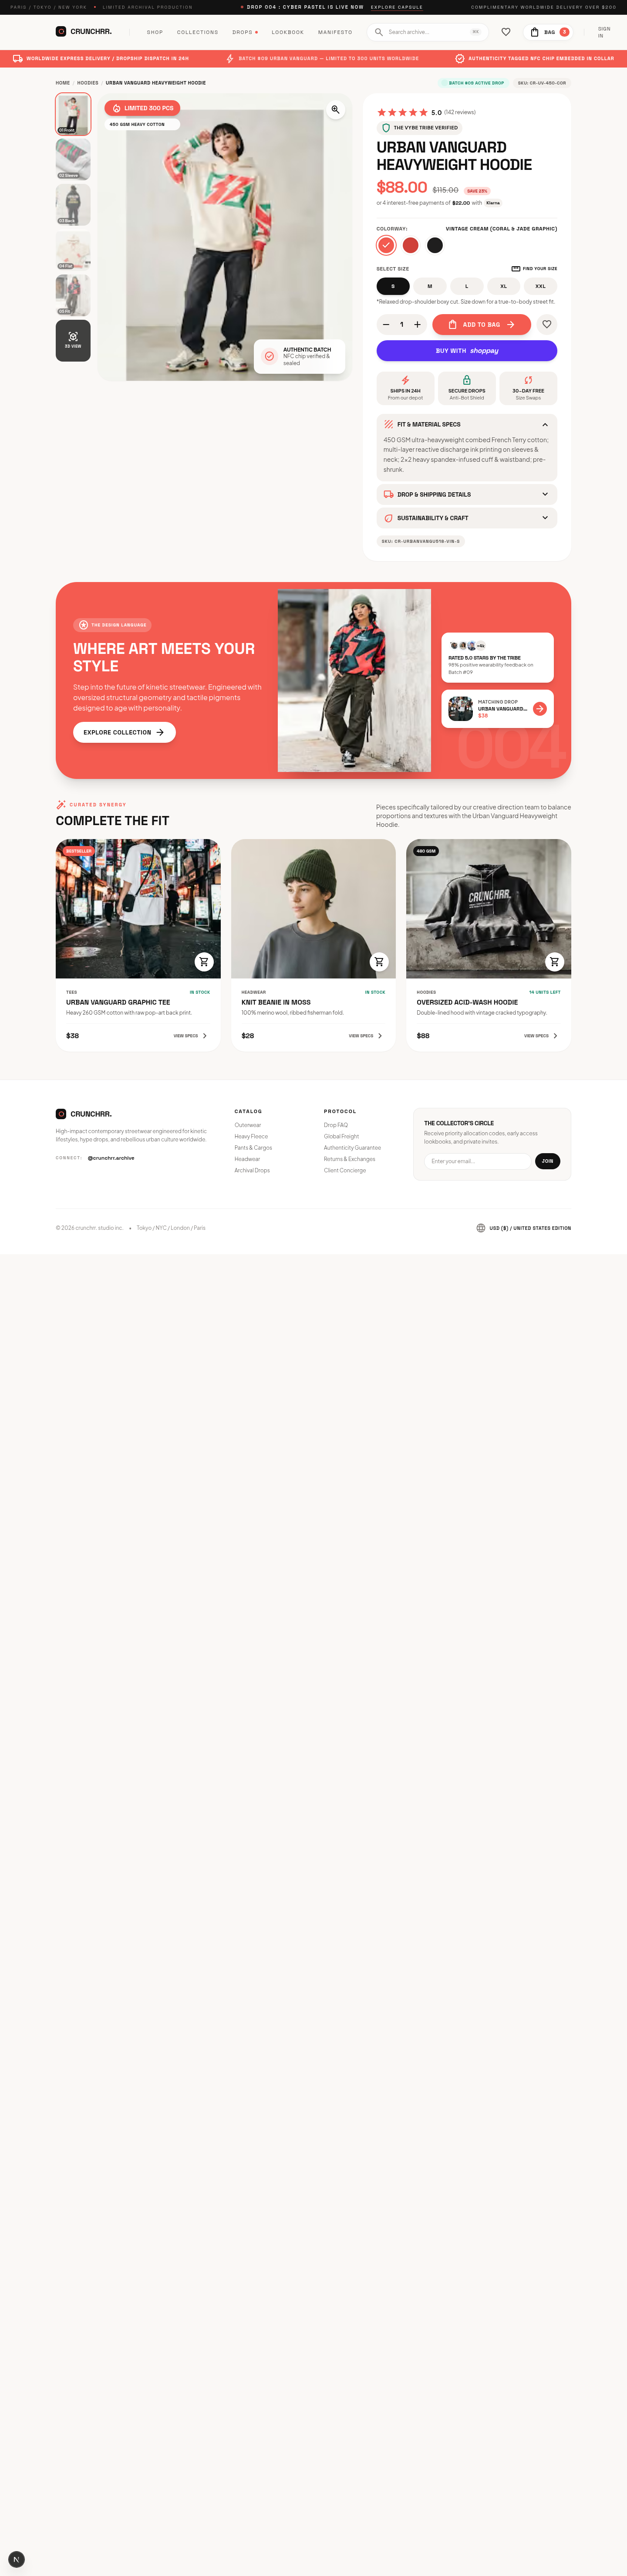 PARIS / TOKYO / NEW YORK • LIMITED ARCHIVAL PRODUCTION
DROP 004 : CYBER PASTEL IS LIVE NOW EXPLORE CAPSULE
COMPLIMENTARY WORLDWIDE DELIVERY OVER $200
CRUNCHRR.
SHOP
COLLECTIONS
DROPS
LOOKBOOK
MANIFESTO
Search archive...
BAG 3
SIGN IN
WORLDWIDE EXPRESS DELIVERY / DROPSHIP DISPATCH IN 24H
BATCH #09 URBAN VANGUARD — LIMITED TO 300 UNITS WORLDWIDE
AUTHENTICITY TAGGED NFC CHIP EMBEDDED IN COLLAR
HOME / HOODIES / URBAN VANGUARD HEAVYWEIGHT HOODIE
BATCH #09 ACTIVE DROP
SKU: CR-UV-450-COR
01 Front
02 Sleeve
03 Back
04 Flat
05 Fit
3D VIEW
LIMITED 300 PCS
450 GSM HEAVY COTTON
AUTHENTIC BATCH
NFC chip verified &
sealed
5.0 (142 reviews)
THE VYBE TRIBE VERIFIED
URBAN VANGUARD
HEAVYWEIGHT HOODIE
$88.00 $115.00 SAVE 23%
or 4 interest-free payments of $22.00 with Klarna
COLORWAY:
VINTAGE CREAM (CORAL & JADE GRAPHIC)
SELECT SIZE
FIND YOUR SIZE
S
M
L
XL
XXL
*Relaxed drop-shoulder boxy cut. Size down for a true-to-body street fit.
1
ADD TO BAG
BUY WITH shoppay
SHIPS IN 24H
From our depot
SECURE DROPS
Anti-Bot Shield
30-DAY FREE
Size Swaps
FIT & MATERIAL SPECS
450 GSM ultra-heavyweight combed French Terry cotton;
multi-layer reactive discharge ink printing on sleeves &
neck; 2x2 heavy spandex-infused cuff & waistband; pre-
shrunk.
DROP & SHIPPING DETAILS
SUSTAINABILITY & CRAFT
SKU: CR-URBANVANGU518-VIN-S
THE DESIGN LANGUAGE
WHERE ART MEETS YOUR
STYLE
Step into the future of kinetic streetwear. Engineered with
oversized structural geometry and tactile pigments
designed to age with personality.
EXPLORE COLLECTION
RATED 5.0 STARS BY THE TRIBE
98% positive wearability feedback on
Batch #09
MATCHING DROP
URBAN VANGUARD...
$38
004
CURATED SYNERGY
COMPLETE THE FIT
Pieces specifically tailored by our creative direction team to balance
proportions and textures with the Urban Vanguard Heavyweight
Hoodie.
BESTSELLER
TEES
IN STOCK
URBAN VANGUARD GRAPHIC TEE
Heavy 260 GSM cotton with raw pop-art back print.
$38
VIEW SPECS
HEADWEAR
IN STOCK
KNIT BEANIE IN MOSS
100% merino wool, ribbed fisherman fold.
$28
VIEW SPECS
480 GSM
CRUNCHRR.
HOODIES
14 UNITS LEFT
OVERSIZED ACID-WASH HOODIE
Double-lined hood with vintage cracked typography.
$88
VIEW SPECS
CRUNCHRR.
High-impact contemporary streetwear engineered for kinetic
lifestyles, hype drops, and rebellious urban culture worldwide.
CONNECT: @crunchrr.archive
CATALOG
Outerwear
Heavy Fleece
Pants & Cargos
Headwear
Archival Drops
PROTOCOL
Drop FAQ
Global Freight
Authenticity Guarantee
Returns & Exchanges
Client Concierge
THE COLLECTOR'S CIRCLE
Receive priority allocation codes, early access
lookbooks, and private invites.
Enter your email...
JOIN
© 2026 crunchrr. studio inc. • Tokyo / NYC / London / Paris
USD ($) / UNITED STATES EDITION
N